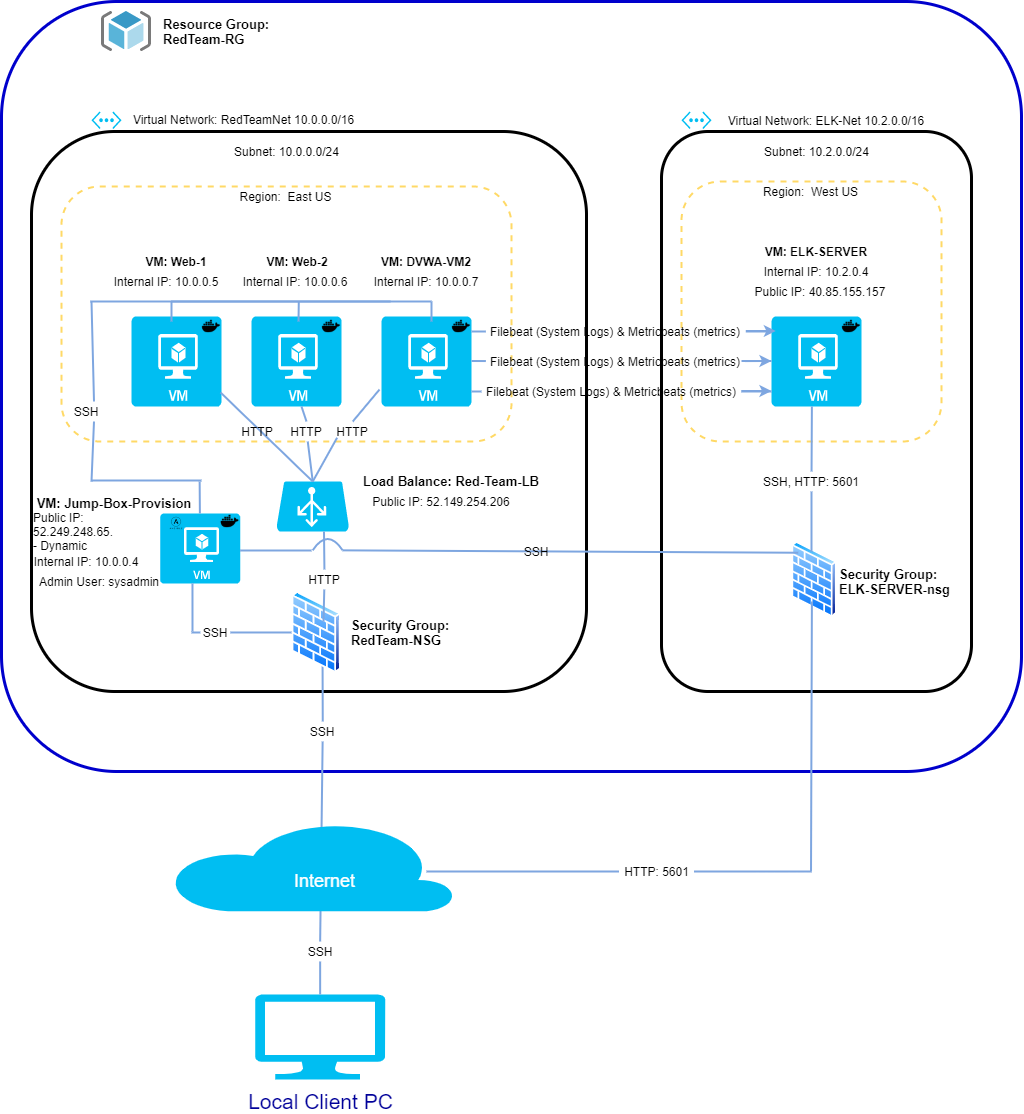 Resource Group:
RedTeam-RG
Virtual Network: RedTeamNet 10.0.0.0/16
Virtual Network: ELK-Net 10.2.0.0/16
Subnet: 10.0.0.0/24
Subnet: 10.2.0.0/24
Region:  East US
Region:  West US
VM: Web-1
Internal IP: 10.0.0.5
VM: Web-2
Internal IP: 10.0.0.6
VM: DVWA-VM2
Internal IP: 10.0.0.7
VM: ELK-SERVER
Internal IP: 10.2.0.4
Public IP: 40.85.155.157
VM
VM
VM
VM
Filebeat (System Logs) & Metricbeats (metrics)
Filebeat (System Logs) & Metricbeats (metrics)
Filebeat (System Logs) & Metricbeats (metrics)
SSH
HTTP
HTTP
HTTP
SSH, HTTP: 5601
Load Balance: Red-Team-LB
Public IP: 52.149.254.206
VM: Jump-Box-Provision
Public IP:
52.249.248.65.
- Dynamic
Internal IP: 10.0.0.4
Admin User: sysadmin
VM
SSH
HTTP
Security Group:
ELK-SERVER-nsg
SSH
Security Group:
RedTeam-NSG
SSH
HTTP: 5601
Internet
SSH
Local Client PC